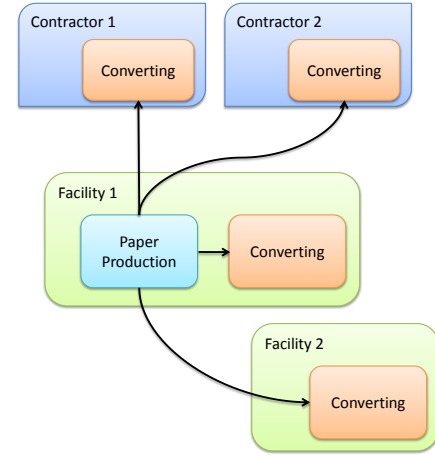 Contractor 1
Converting
Contractor 2
Converting
Facility 1
Paper
Production
Converting
Facility 2
Converting